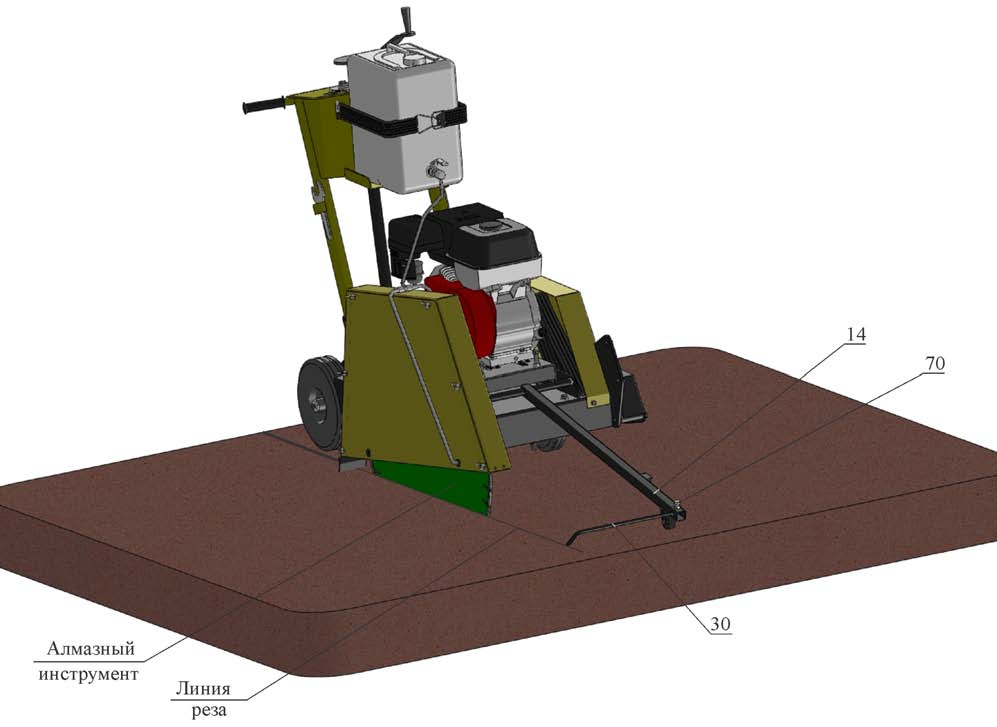 14
70
30
Алмазный
инструмент
Линия
реза